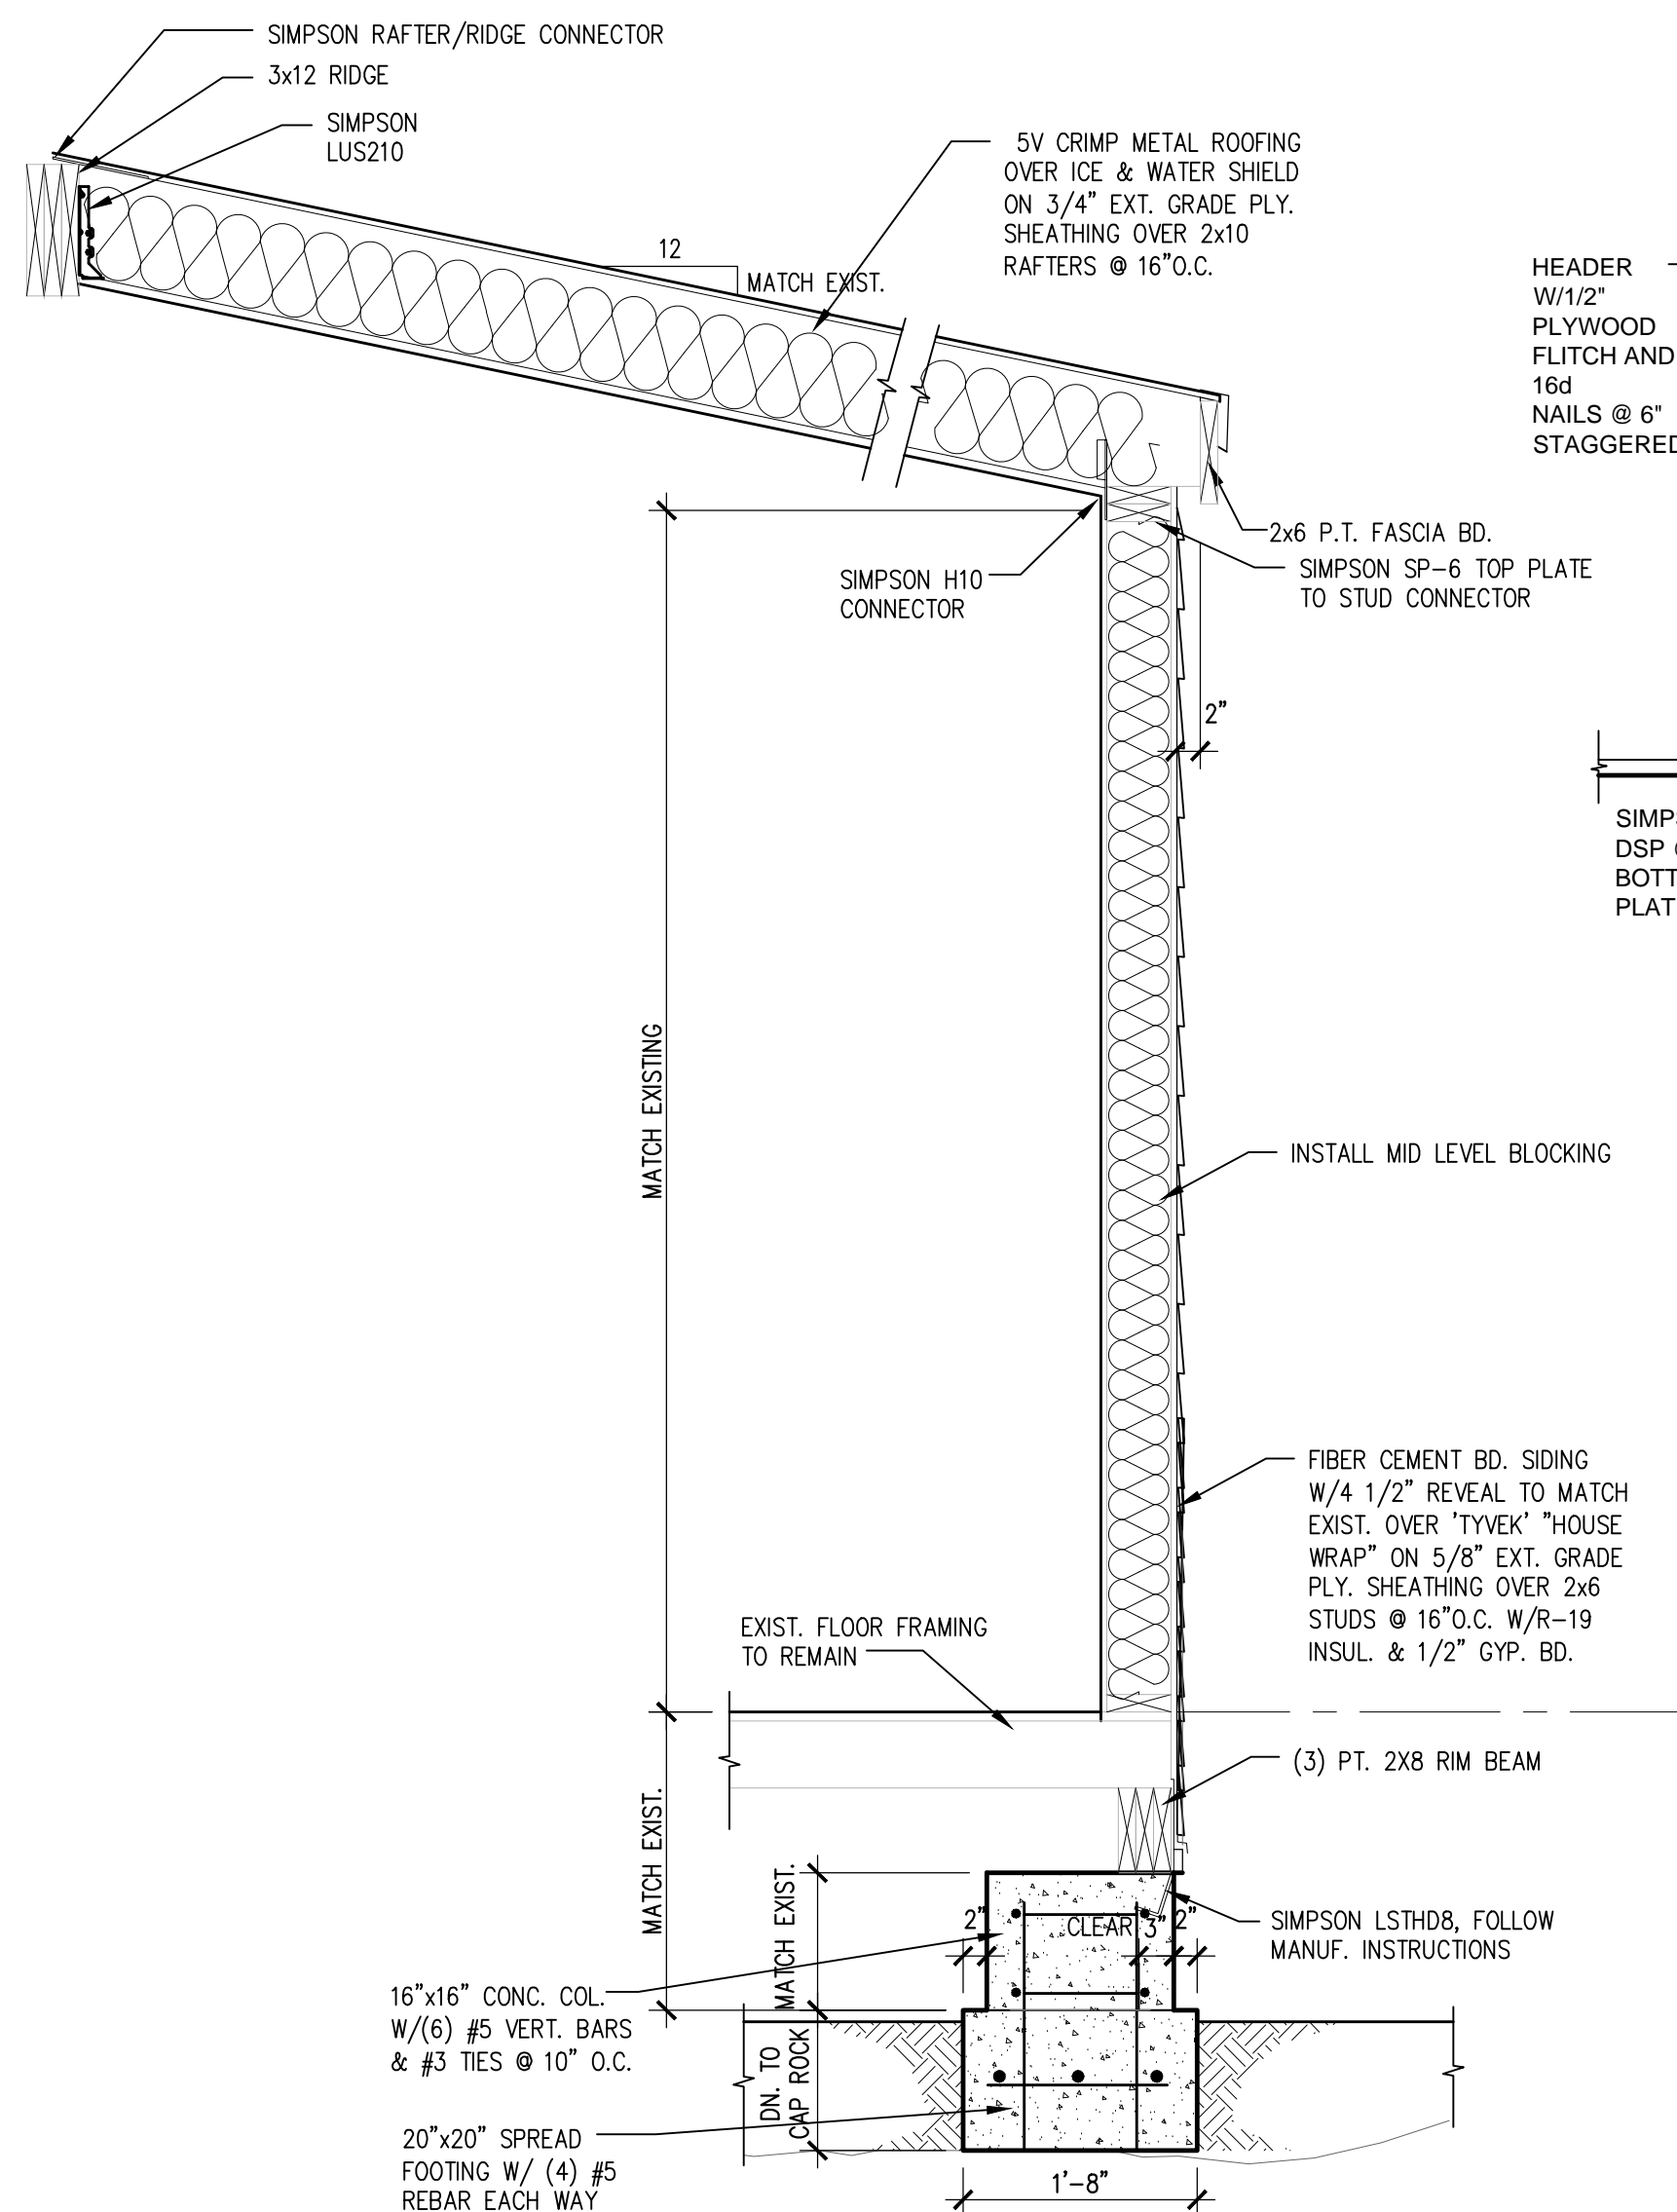 SIMPSON RAFTER/RIDGE CONNECTOR
3x12 RIDGE
SIMPSON
LUS210
5V CRIMP METAL ROOFING
OVER ICE & WATER SHIELD
ON 3/4" EXT. GRADE PLY.
SHEATHING OVER 2x10
RAFTERS @ 16"O.C.
12
MATCH EXIST.
HEADER
W/1/2"
PLYWOOD
FLITCH AND
16d
NAILS @ 6"
STAGGERED
2x6 P.T. FASCIA BD.
SIMPSON SP-6 TOP PLATE
TO STUD CONNECTOR
SIMPSON H10
CONNECTOR
2"
SIMPS
DSP
BOTT
PLAT
MATCH EXISTING
INSTALL MID LEVEL BLOCKING
FIBER CEMENT BD. SIDING
W/4 1/2" REVEAL TO MATCH
EXIST. OVER 'TYVEK' "HOUSE
WRAP" ON 5/8" EXT. GRADE
PLY. SHEATHING OVER 2x6
STUDS @ 16"O.C. W/R-19
INSUL. & 1/2" GYP. BD.
EXIST. FLOOR FRAMING
TO REMAIN
(3) PT. 2X8 RIM BEAM
MATCH EXIST.
MATCH EXIST.
2"
CLEAR 3"
2"
SIMPSON LSTHD8, FOLLOW
MANUF. INSTRUCTIONS
16"x16" CONC. COL.
W/(6) #5 VERT. BARS
& #3 TIES @ 10" O.C.
DN. TO
CAP ROCK
20"x20" SPREAD
FOOTING W/ (4) #5
REBAR EACH WAY
1'-8"